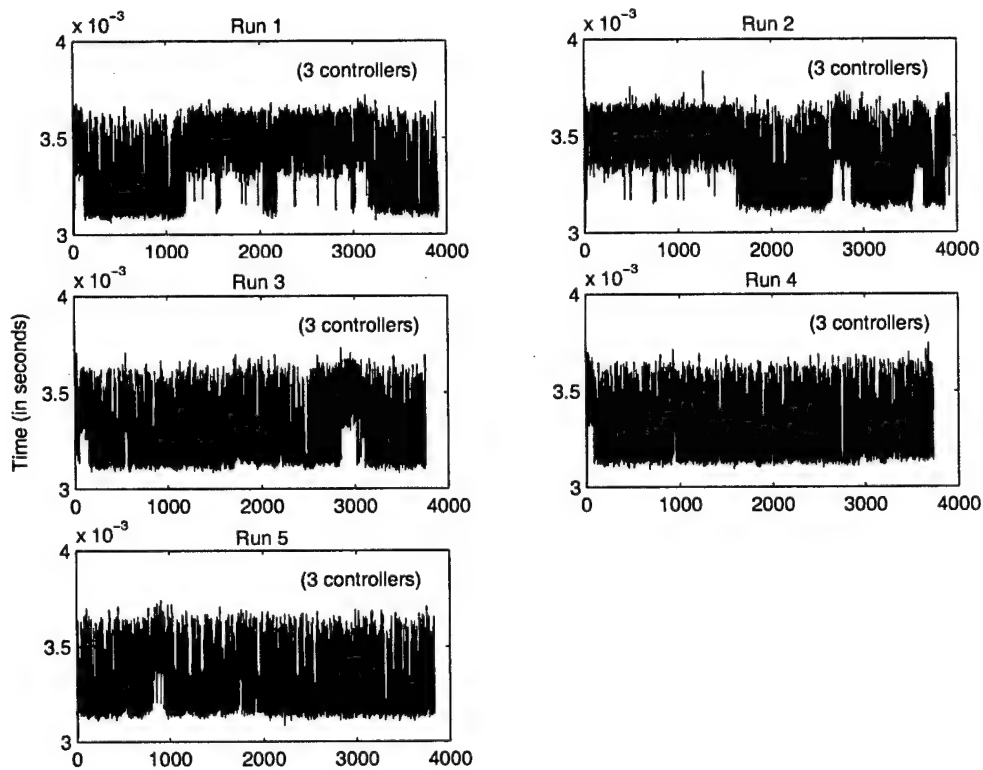 x 10⁻³
Run 1
(3 controllers)
4
3.5
3
0 1000 2000 3000 4000
x 10⁻³
Run 2
(3 controllers)
4
3.5
3
0 1000 2000 3000 4000
x 10⁻³
Run 3
(3 controllers)
4
3.5
3
0 1000 2000 3000 4000
x 10⁻³
Run 4
(3 controllers)
4
3.5
3
0 1000 2000 3000 4000
Time (in seconds)
x 10⁻³
Run 5
(3 controllers)
4
3.5
3
0 1000 2000 3000 4000